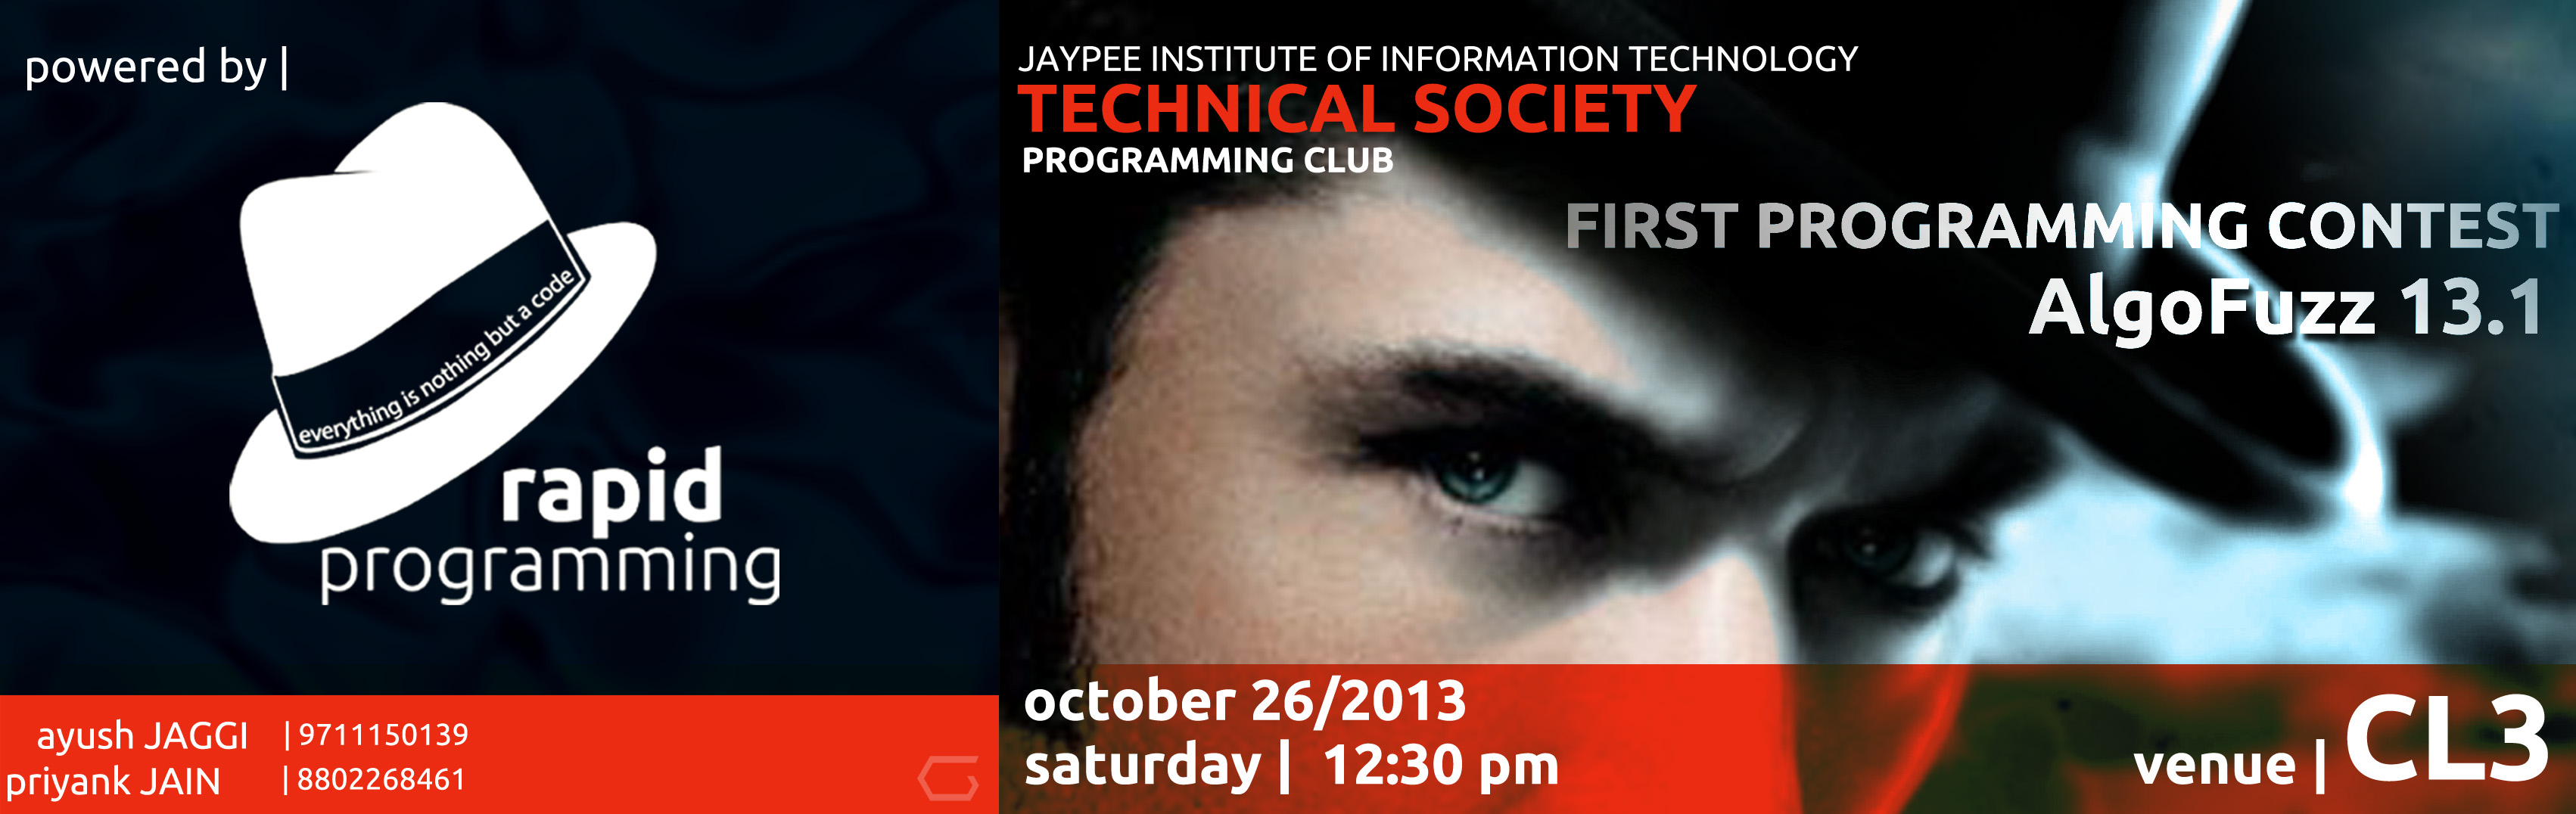 powered by |
everything is nothing but a code
rapid
programming
ayush JAGGI | 9711150139
priyank JAIN | 8802268461
JAYPEE INSTITUTE OF INFORMATION TECHNOLOGY
TECHNICAL SOCIETY
PROGRAMMING CLUB
FIRST PROGRAMMING CONTEST
AlgoFuzz 13.1
october 26/2013
saturday | 12:30 pm
venue | CL3